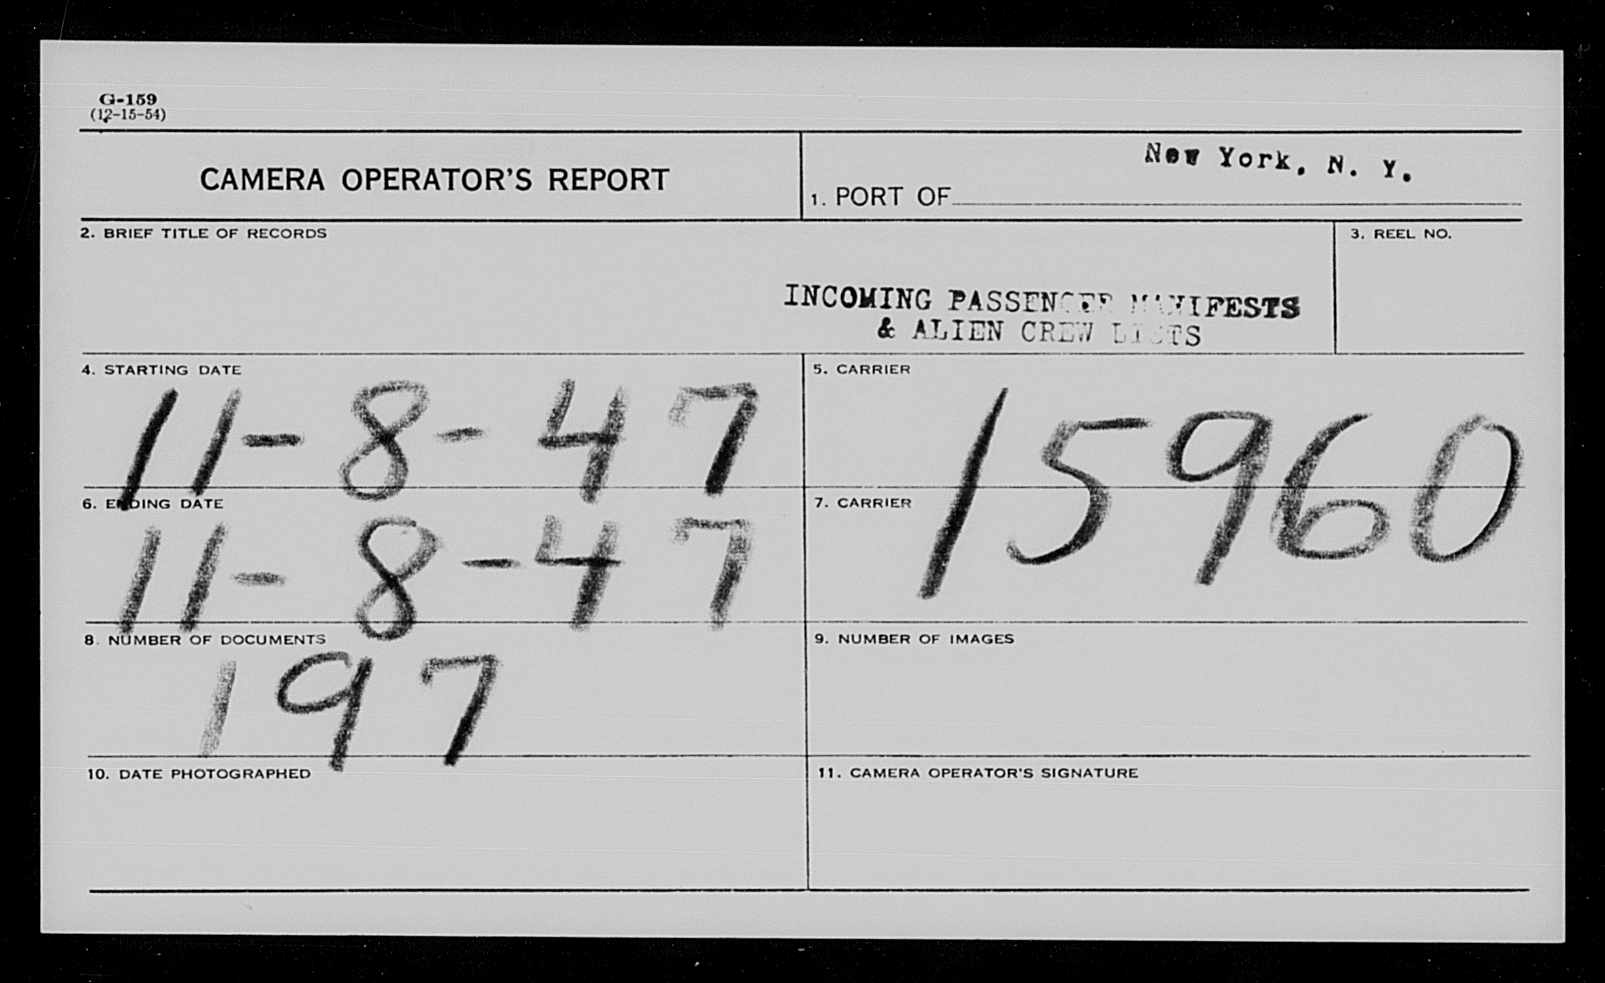 G-159
(12-15-54)
CAMERA OPERATOR'S REPORT
1. PORT OF New York, N. Y.
2. BRIEF TITLE OF RECORDS
INCOMING PASSENGER MANIFESTS
& ALIEN CREW LISTS
3. REEL NO.
4. STARTING DATE
11-8-47
5. CARRIER
15960
6. ENDING DATE
11-8-47
7. CARRIER
8. NUMBER OF DOCUMENTS
197
9. NUMBER OF IMAGES
10. DATE PHOTOGRAPHED
11. CAMERA OPERATOR'S SIGNATURE